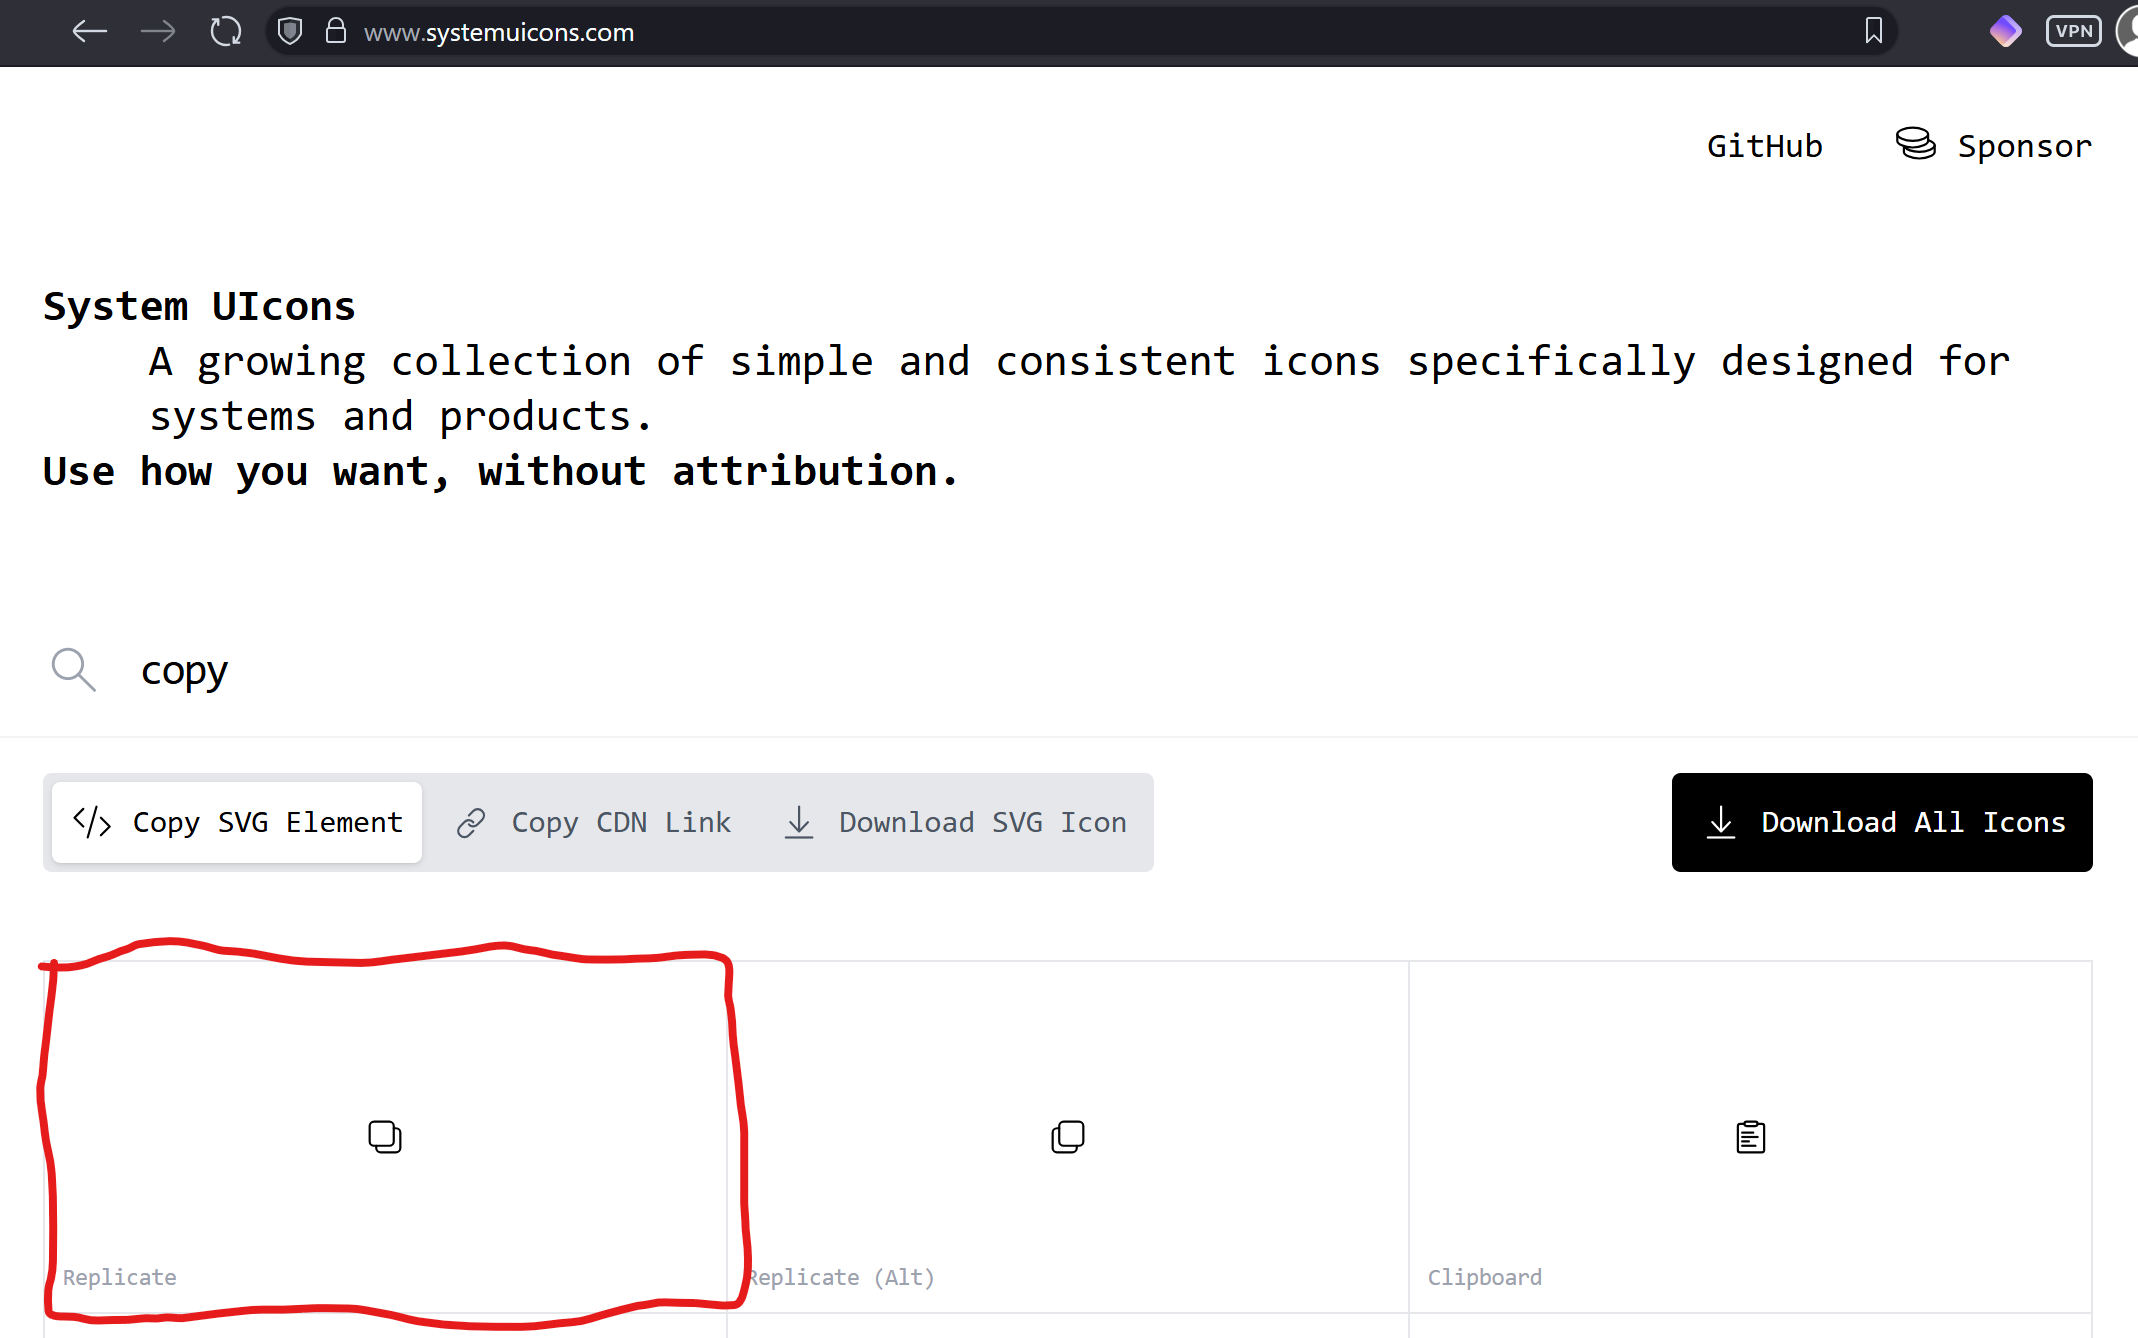 www.systemuicons.com
VPN
GitHub
Sponsor
System UIcons
A growing collection of simple and consistent icons specifically designed for
systems and products.
Use how you want, without attribution.
copy
Copy SVG Element
Copy CDN Link
Download SVG Icon
Download All Icons
Replicate
Replicate (Alt)
Clipboard